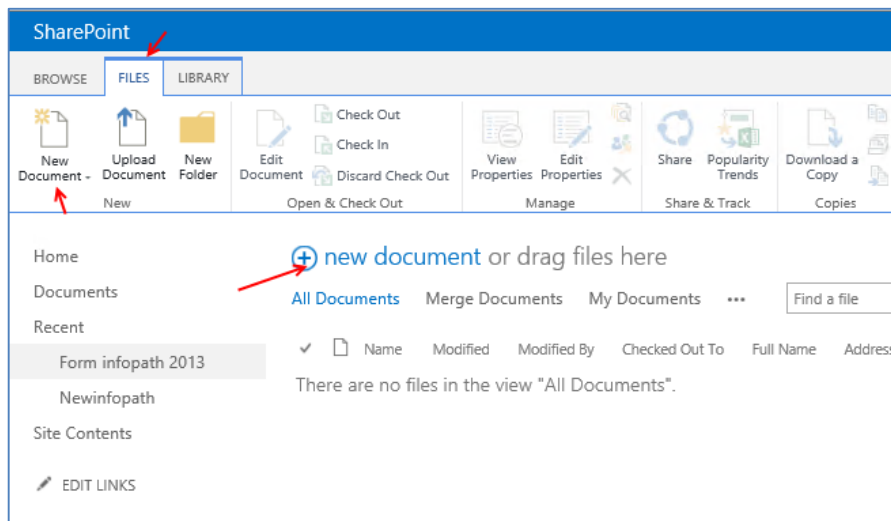 SharePoint
BROWSE FILES LIBRARY
New Document
Upload Document
New Folder
New
Edit Document
Check Out
Check In
Discard Check Out
Open & Check Out
View Properties
Edit Properties
Manage
Share
Popularity Trends
Share & Track
Download a Copy
Copies
Home
Documents
Recent
Form infopath 2013
Newinfopath
Site Contents
EDIT LINKS
new document or drag files here
All Documents Merge Documents My Documents ••• Find a file
Name Modified Modified By Checked Out To Full Name Address
There are no files in the view "All Documents".